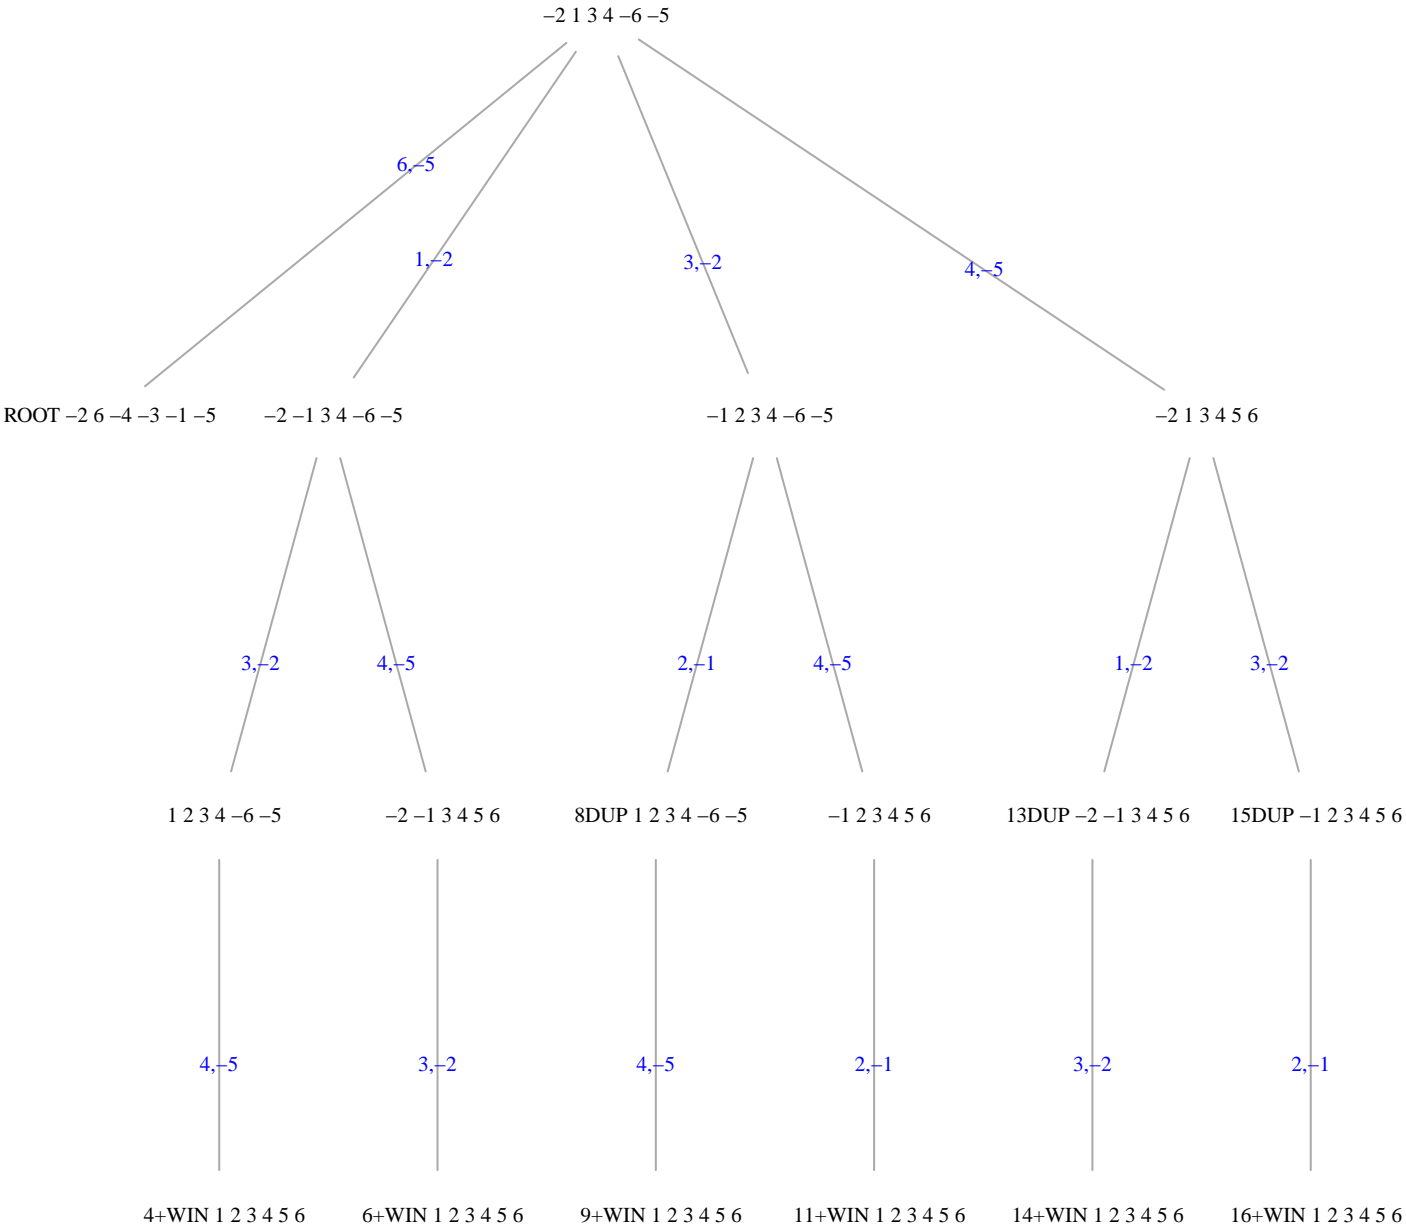 –2 1 3 4 –6 –5
6,–5
1,–2
3,–2
4,–5
ROOT –2 6 –4 –3 –1 –5
–2 –1 3 4 –6 –5
–1 2 3 4 –6 –5
–2 1 3 4 5 6
3,–2
4,–5
2,–1
4,–5
1,–2
3,–2
1 2 3 4 –6 –5
–2 –1 3 4 5 6
8DUP 1 2 3 4 –6 –5
–1 2 3 4 5 6
13DUP –2 –1 3 4 5 6
15DUP –1 2 3 4 5 6
4,–5
3,–2
4,–5
2,–1
3,–2
2,–1
4+WIN 1 2 3 4 5 6
6+WIN 1 2 3 4 5 6
9+WIN 1 2 3 4 5 6
11+WIN 1 2 3 4 5 6
14+WIN 1 2 3 4 5 6
16+WIN 1 2 3 4 5 6